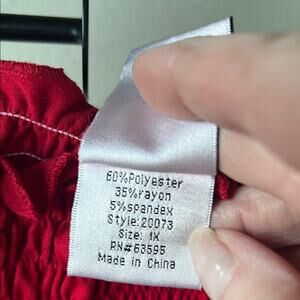 60%Polyester
35%rayon
5%spandex
Style:20073
Size: 1X
RN#63595
Made in China